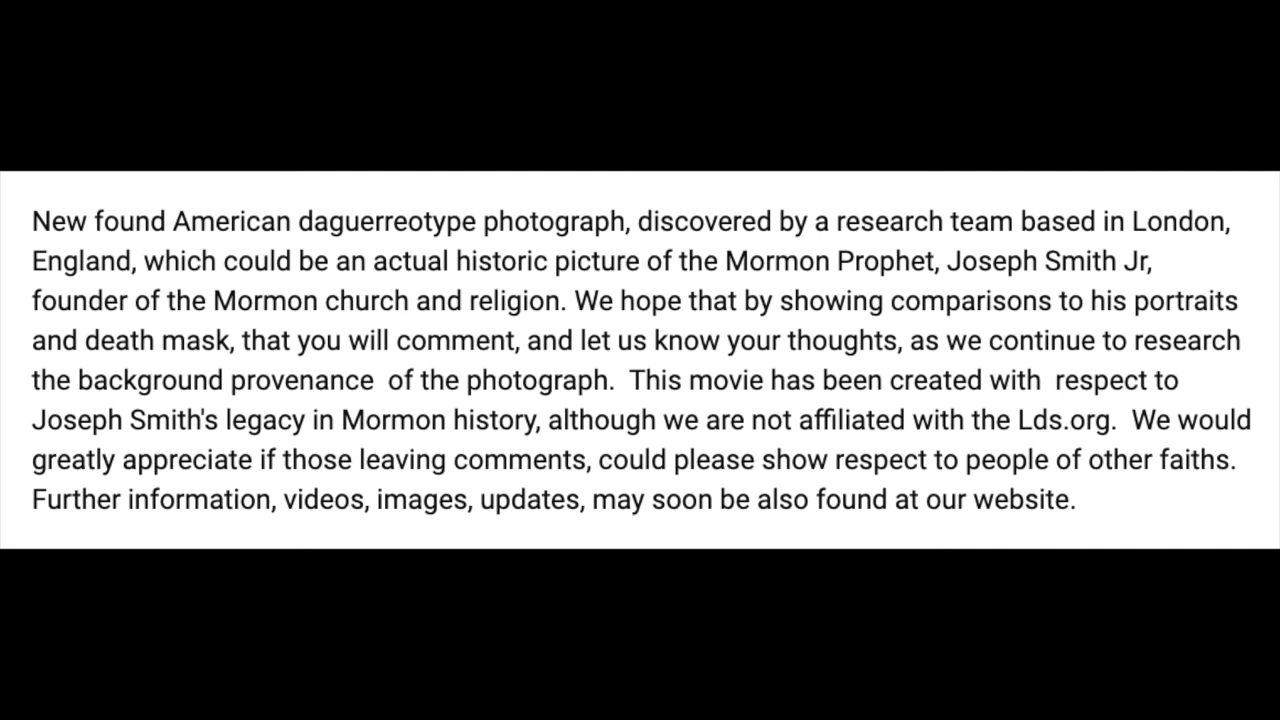 New found American daguerreotype photograph, discovered by a research team based in London,
England, which could be an actual historic picture of the Mormon Prophet, Joseph Smith Jr,
founder of the Mormon church and religion. We hope that by showing comparisons to his portraits
and death mask, that you will comment, and let us know your thoughts, as we continue to research
the background provenance  of the photograph.  This movie has been created with  respect to
Joseph Smith's legacy in Mormon history, although we are not affiliated with the Lds.org.  We would
greatly appreciate if those leaving comments, could please show respect to people of other faiths.
Further information, videos, images, updates, may soon be also found at our website.